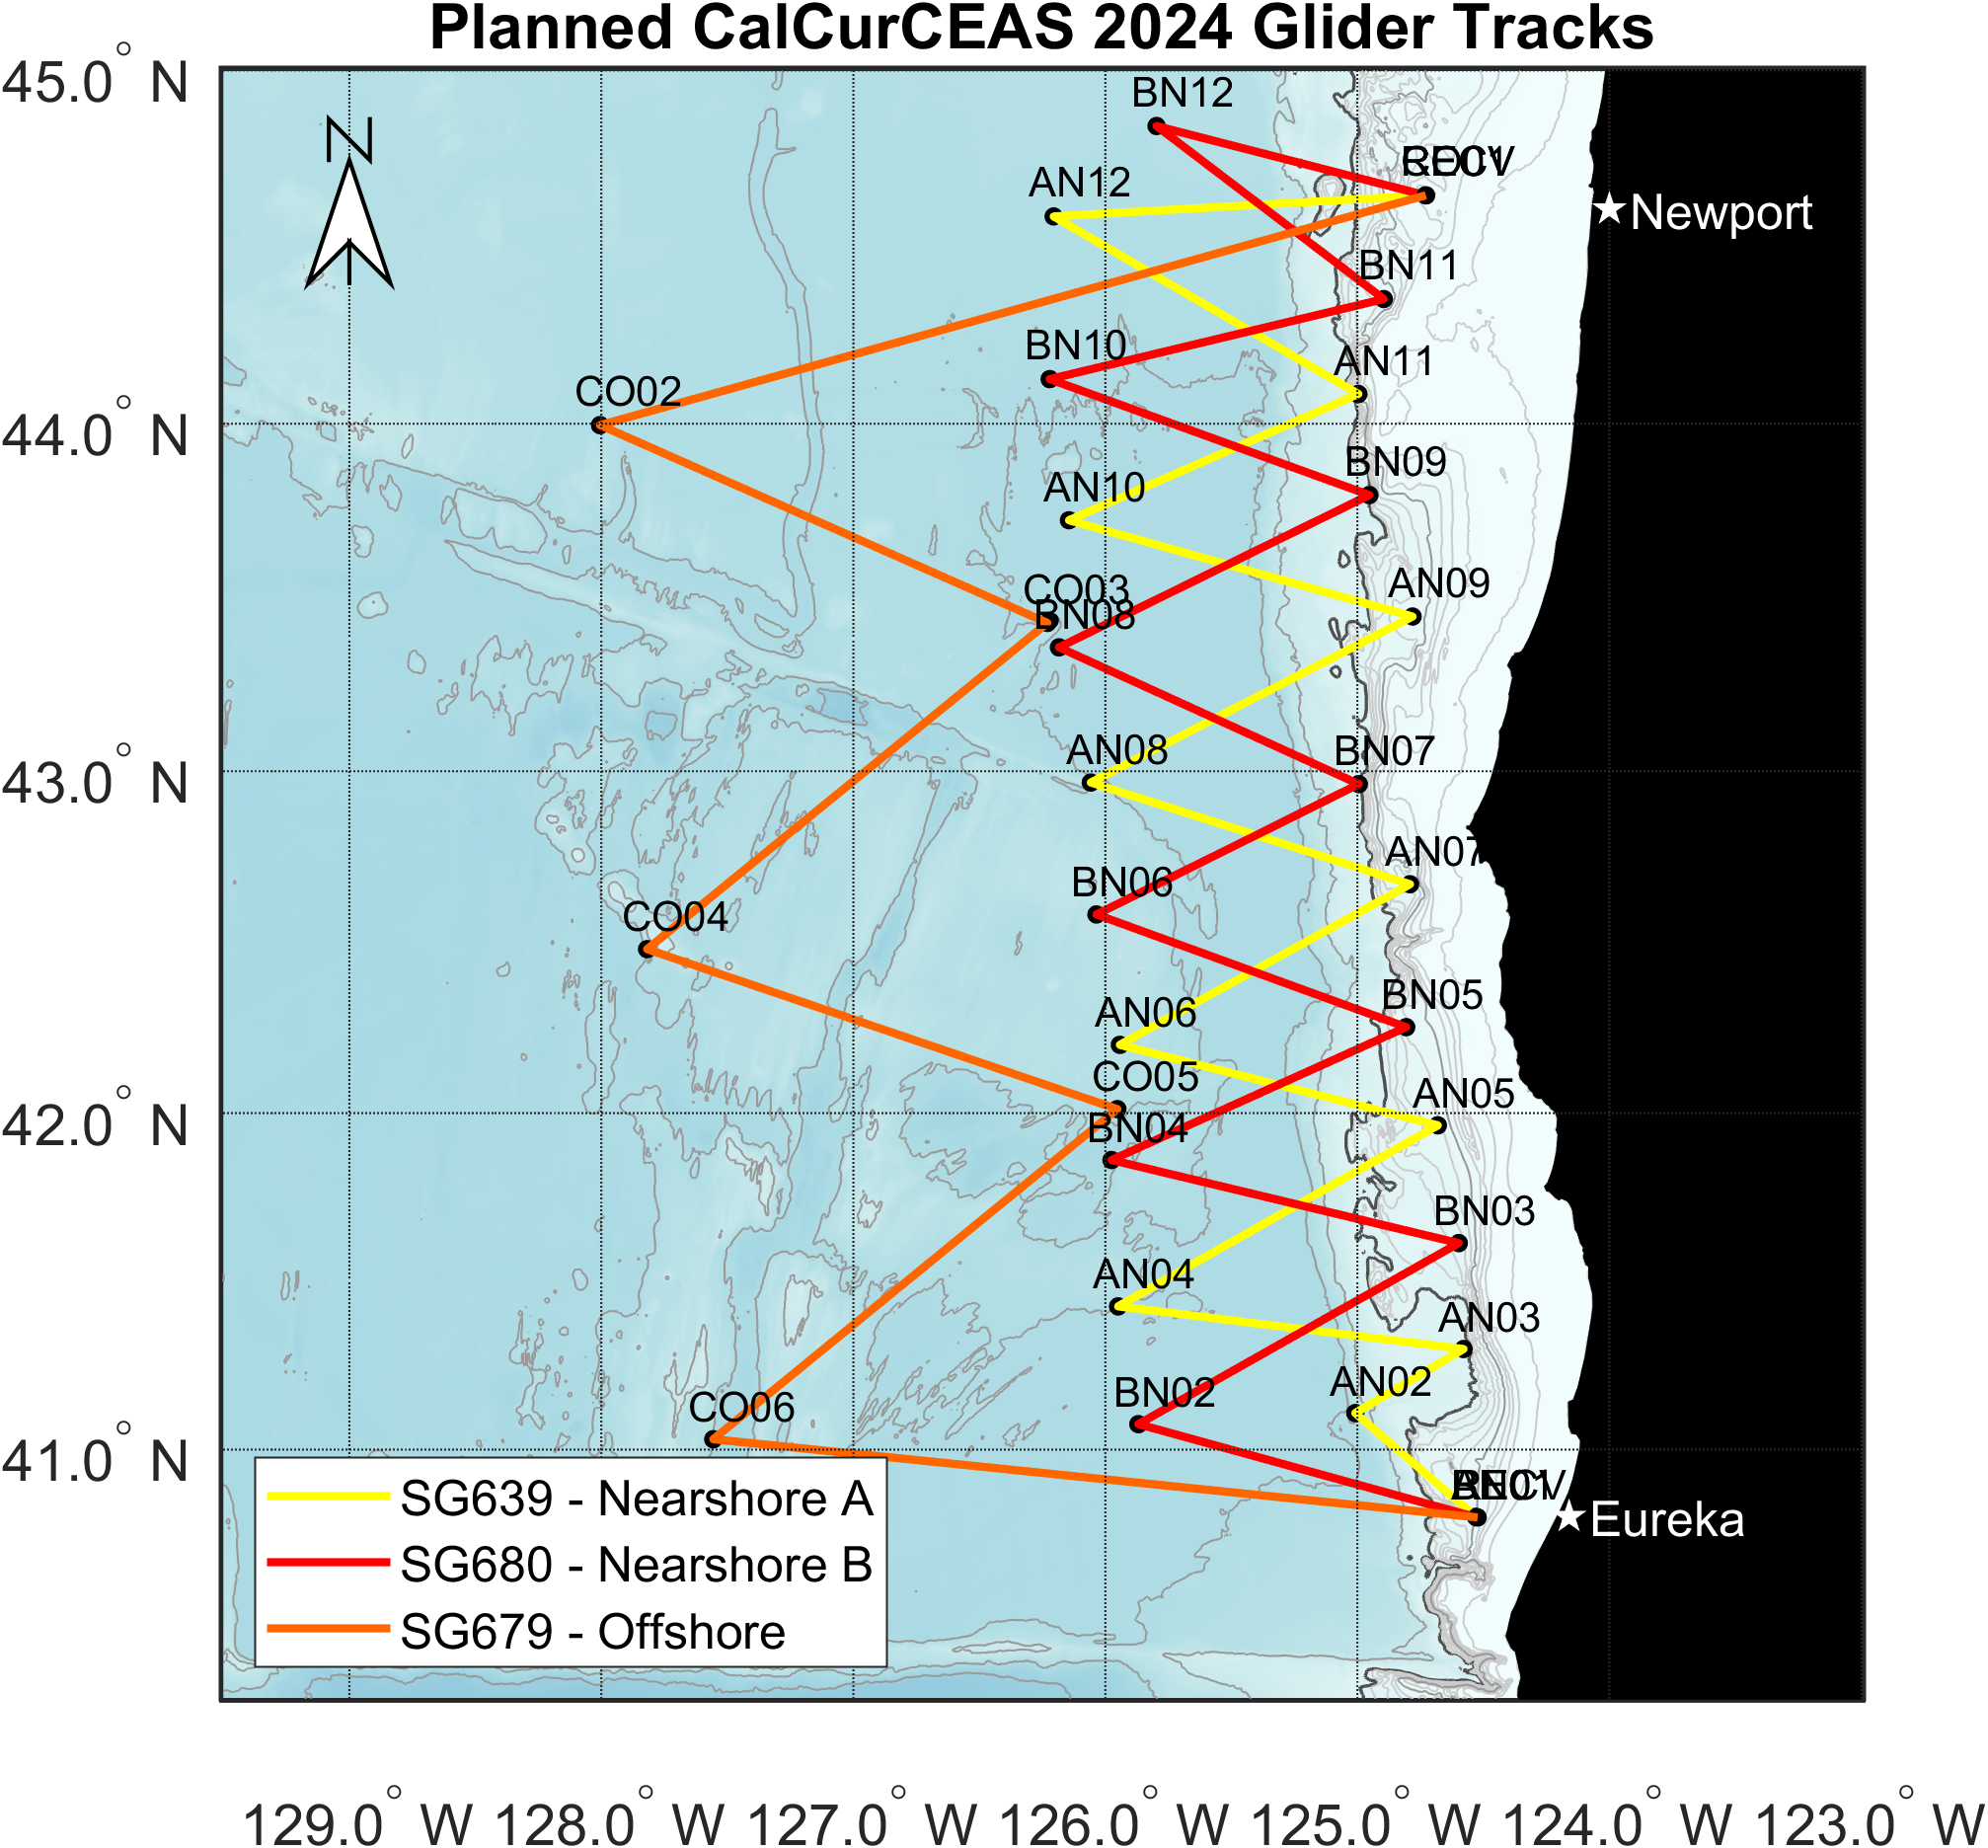 Planned CalCurCEAS 2024 Glider Tracks
45.0° N
44.0° N
43.0° N
42.0° N
41.0° N
N
BN12
AN12
RECV
CO01
Newport
BN11
BN10
AN11
CO02
BN09
AN10
AN09
CO03
BN08
AN08
BN07
AN07
BN06
CO04
BN05
AN06
CO05
AN05
BN04
BN03
AN04
AN03
AN02
BN02
CO06
RECV
AN01
BN01
Eureka
SG639 - Nearshore A
SG680 - Nearshore B
SG679 - Offshore
129.0° W 128.0° W 127.0° W 126.0° W 125.0° W 124.0° W 123.0° W